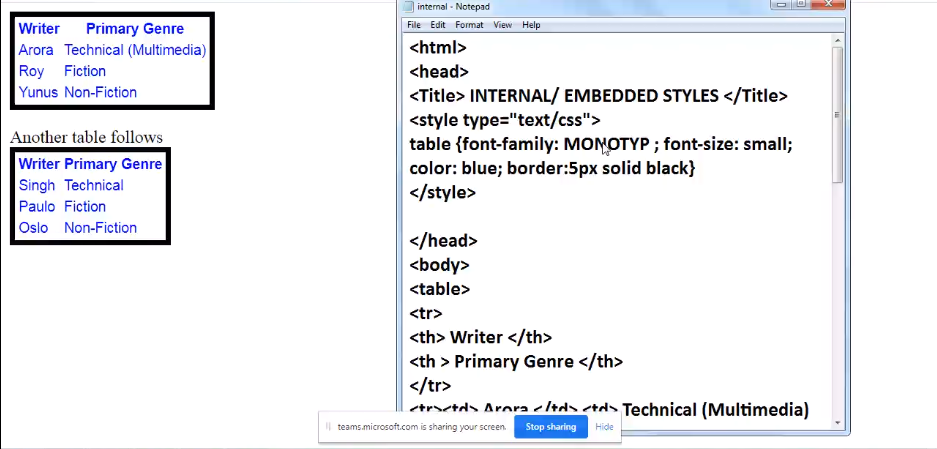 Writer Primary Genre
Arora Technical (Multimedia)
Roy Fiction
Yunus Non-Fiction
Another table follows
Writer Primary Genre
Singh Technical
Paulo Fiction
Oslo Non-Fiction
internal - Notepad
File Edit Format View Help
<html>
<head>
<Title> INTERNAL/ EMBEDDED STYLES </Title>
<style type="text/css">
table {font-family: MONOTYP ; font-size: small;
color: blue; border:5px solid black}
</style>
</head>
<body>
<table>
<tr>
<th> Writer </th>
<th > Primary Genre </th>
</tr>
<tr><td> Arora </td> <td> Technical (Multimedia)
teams.microsoft.com is sharing your screen. Stop sharing Hide